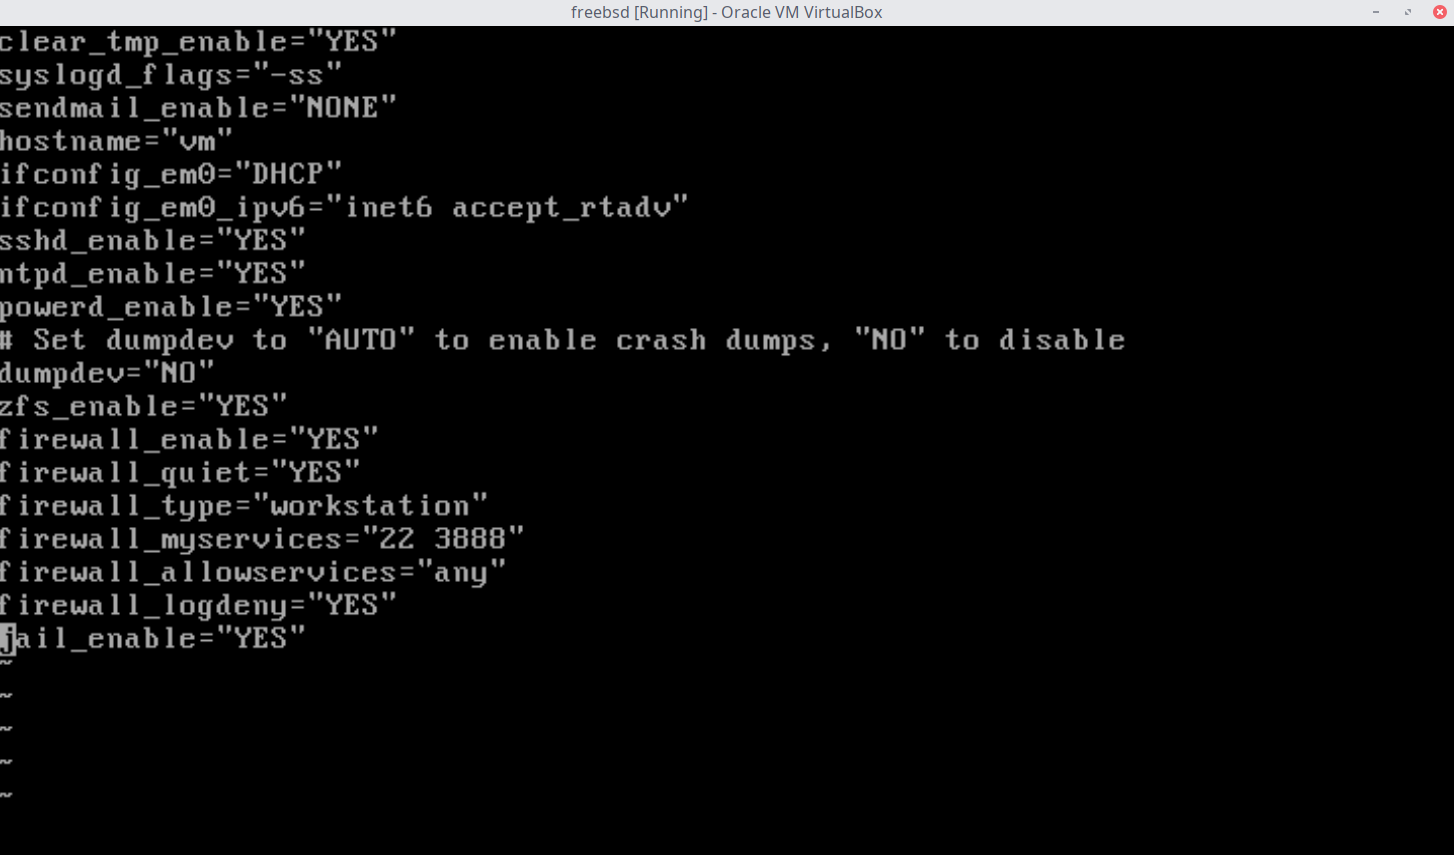 freebsd [Running] - Oracle VM VirtualBox
clear_tmp_enable="YES"
syslogd_flags="-ss"
sendmail_enable="NONE"
hostname="vm"
ifconfig_em0="DHCP"
ifconfig_em0_ipv6="inet6 accept_rtadv"
sshd_enable="YES"
ntpd_enable="YES"
powerd_enable="YES"
# Set dumpdev to "AUTO" to enable crash dumps, "NO" to disable
dumpdev="NO"
zfs_enable="YES"
firewall_enable="YES"
firewall_quiet="YES"
firewall_type="workstation"
firewall_myservices="22 3888"
firewall_allowservices="any"
firewall_logdeny="YES"
jail_enable="YES"
~
~
~
~
~